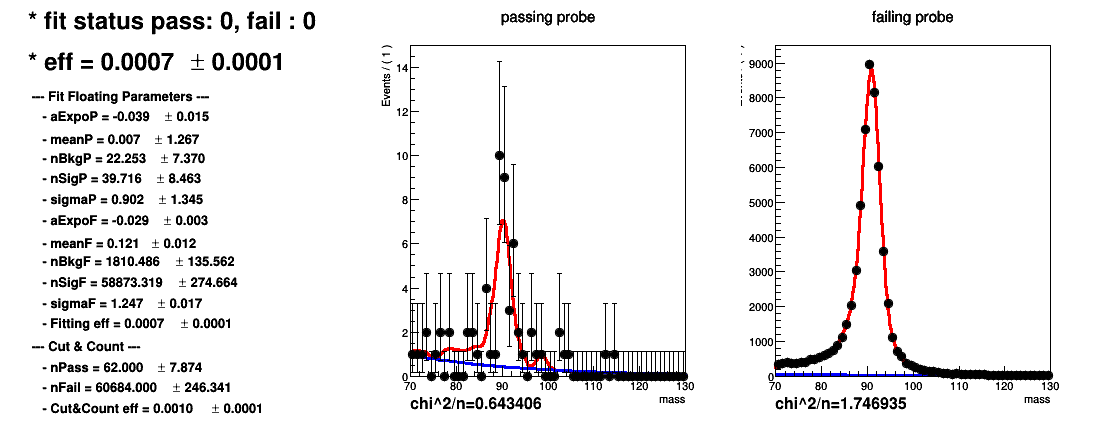 * fit status pass: 0, fail : 0
* eff = 0.0007 ± 0.0001
--- Fit Floating Parameters ---
- aExpoP = -0.039 ± 0.015
- meanP = 0.007 ± 1.267
- nBkgP = 22.253 ± 7.370
- nSigP = 39.716 ± 8.463
- sigmaP = 0.902 ± 1.345
- aExpoF = -0.029 ± 0.003
- meanF = 0.121 ± 0.012
- nBkgF = 1810.486 ± 135.562
- nSigF = 58873.319 ± 274.664
- sigmaF = 1.247 ± 0.017
- Fitting eff = 0.0007 ± 0.0001
--- Cut & Count ---
- nPass = 62.000 ± 7.874
- nFail = 60684.000 ± 246.341
- Cut&Count eff = 0.0010 ± 0.0001
passing probe
Events / ( 1 )
14
12
10
8
6
4
2
0
70 80 90 100 110 120 130
mass
chi^2/n=0.643406
failing probe
9000
8000
7000
6000
5000
4000
3000
2000
1000
0
70 80 90 100 110 120 130
mass
chi^2/n=1.746935